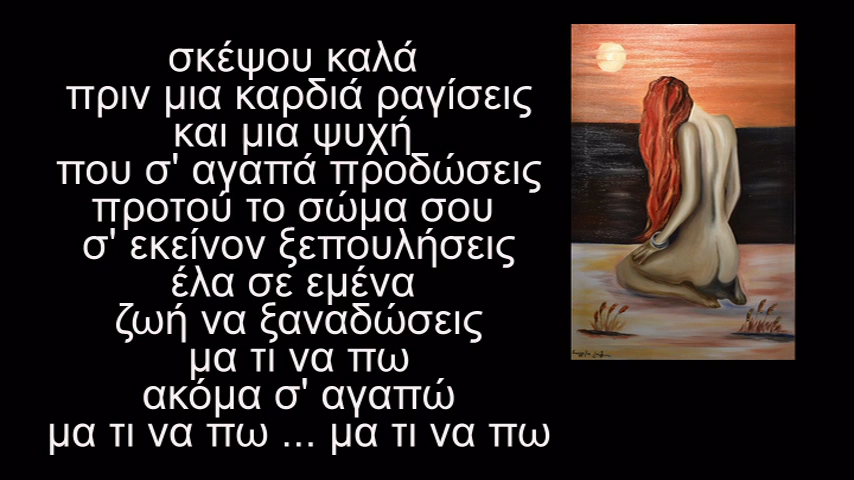 σκέψου καλά
πριν μια καρδιά ραγίσεις
και μια ψυχή
που σ' αγαπά προδώσεις
προτού το σώμα σου
σ' εκείνον ξεπουλήσεις
έλα σε εμένα
ζωή να ξαναδώσεις
μα τι να πω
ακόμα σ' αγαπώ
μα τι να πω ... μα τι να πω